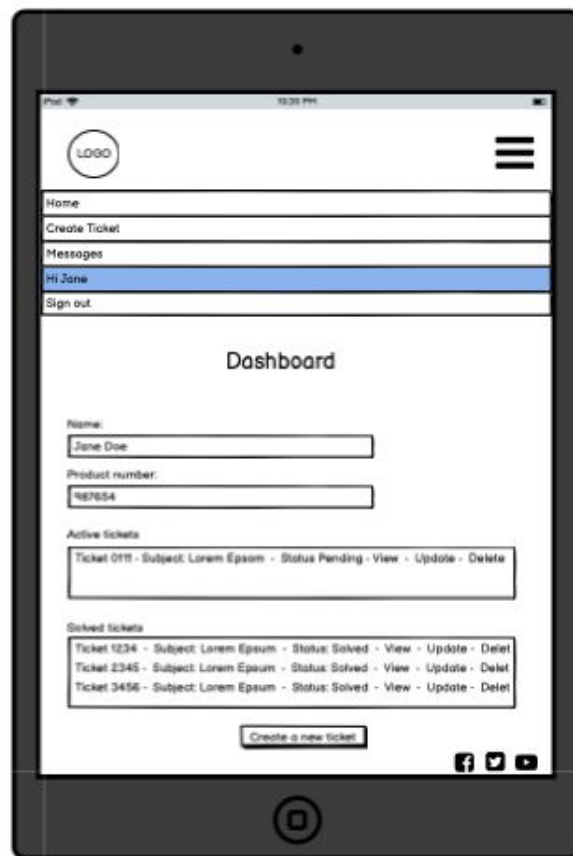 iPad 10:20 PM
LOGO
Home
Create Ticket
Messages
Hi Jane
Sign out
Dashboard
Name:
Jane Doe
Product number:
987654
Active tickets
Ticket 0111 - Subject: Lorem Epsom - Status Pending - View - Update - Delete
Solved tickets
Ticket 1234 - Subject: Lorem Epsum - Status: Solved - View - Update - Delet
Ticket 2345 - Subject: Lorem Epsum - Status: Solved - View - Update - Delet
Ticket 3456 - Subject: Lorem Epsum - Status: Solved - View - Update - Delet
Create a new ticket